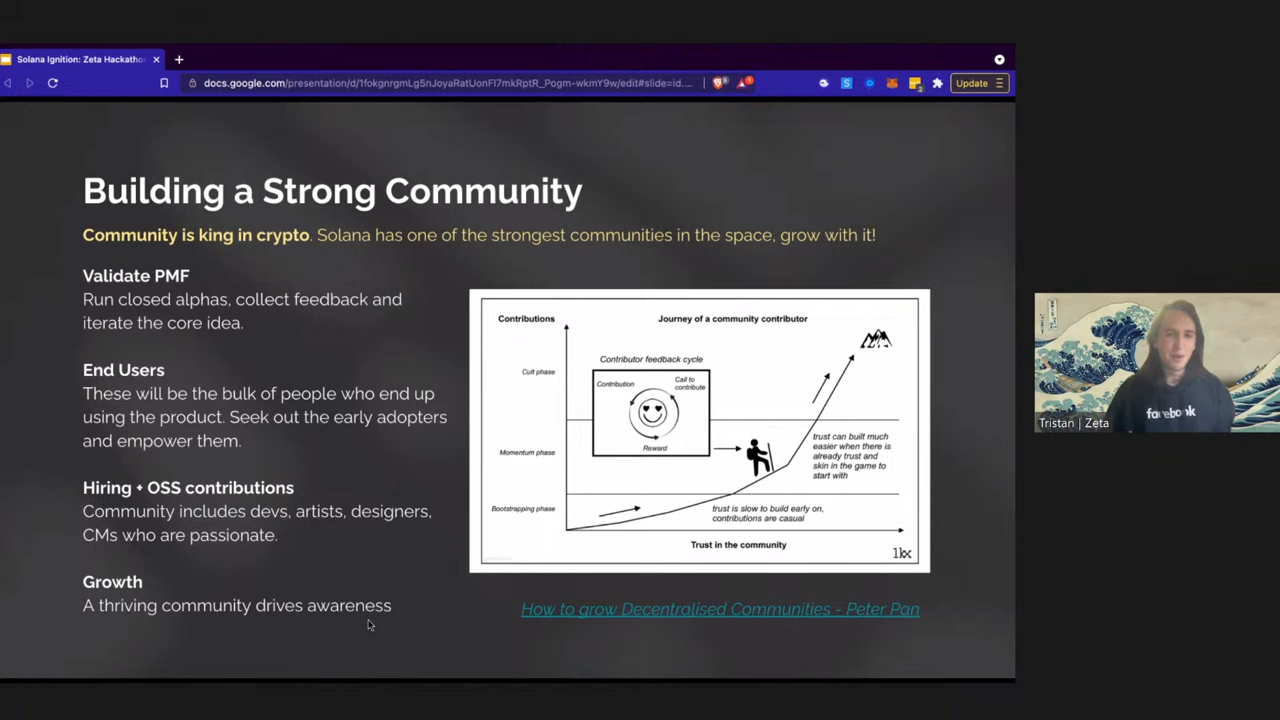 Solana Ignition: Zeta Hackatho
docs.google.com/presentation/d/1fokgnrgmLg5nJoyaRatUonFl7mkRptR_Pogm-wkmY9w/edit#slide=id....
Update
Building a Strong Community
Community is king in crypto. Solana has one of the strongest communities in the space, grow with it!
Validate PMF
Run closed alphas, collect feedback and
iterate the core idea.
End Users
These will be the bulk of people who end up
using the product. Seek out the early adopters
and empower them.
Hiring + OSS contributions
Community includes devs, artists, designers,
CMs who are passionate.
Growth
A thriving community drives awareness
Contributions
Journey of a community contributor
Contributor feedback cycle
Cult phase
Contribution
Call to
contribute
Reward
Momentum phase
trust can built much
easier when there is
already trust and
skin in the game to
start with
Bootstrapping phase
trust is slow to build early on,
contributions are casual
Trust in the community
1kx
How to grow Decentralised Communities - Peter Pan
facebook
Tristan | Zeta